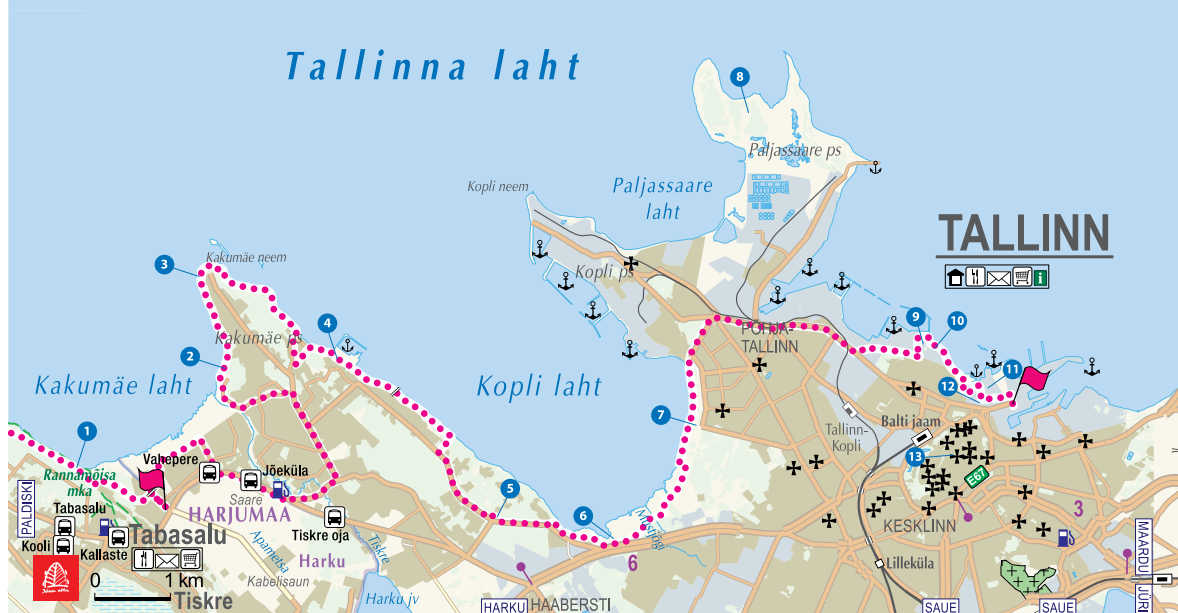 Tallinna laht
8
Paljassaare ps
Kopli neem
Paljassaare
laht
TALLINN
i
Kakumäe neem
3
Kopli ps
4
9
10
Kakumäe ps
PÕHJA-
TALLINN
2
Kakumäe laht
Kopli laht
11
12
7
Tallinn-
Kopli
Balti jaam
1
13
E67
Vahepere
Rannamõisa
mka
Jõeküla
Saare
PALDISKI
Tabasalu
HARJUMAA
5
6
Mustjõgi
3
KESKLINN
Kooli
Kallaste
Tabasalu
Apametsa
Tiskre oja
Harku
Tiskre
6
Lilleküla
MAARDU
JÜRI
0 1 km
Kabelisaun
Tiskre
Harku jv
HARKU
HAABERSTI
SAUE
SAUE